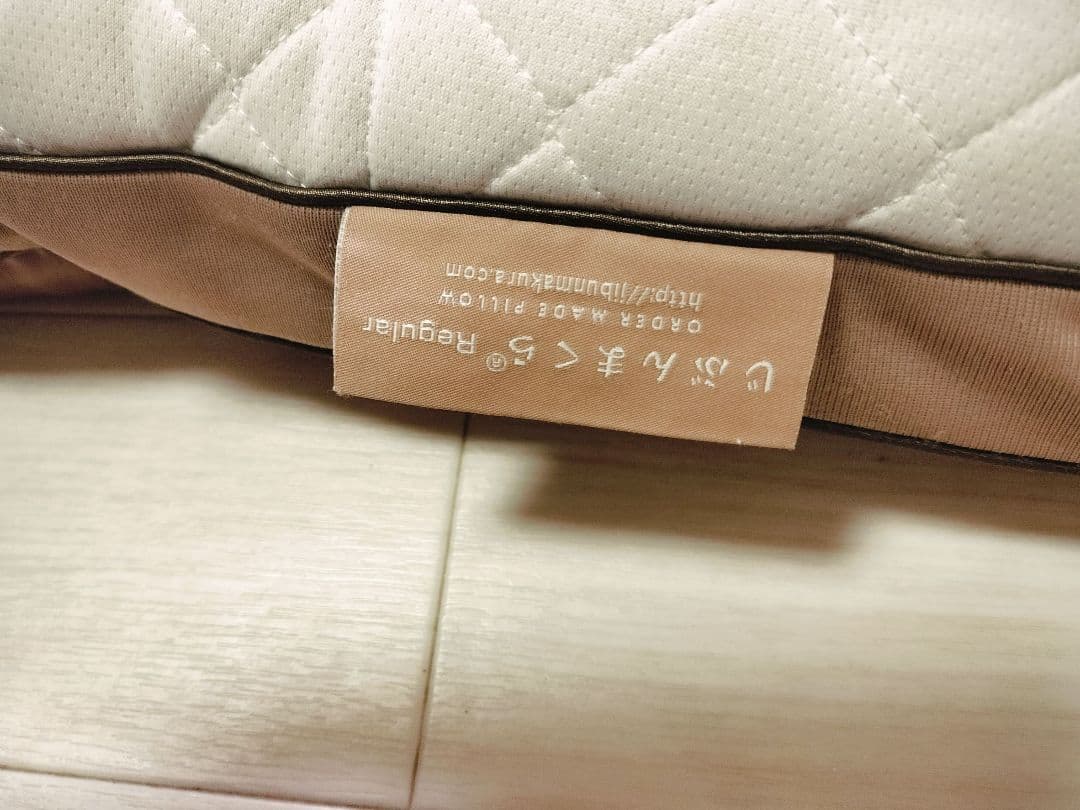 じぶんまくら® Regular
ORDER MADE PILLOW
http://jibunmakura.com